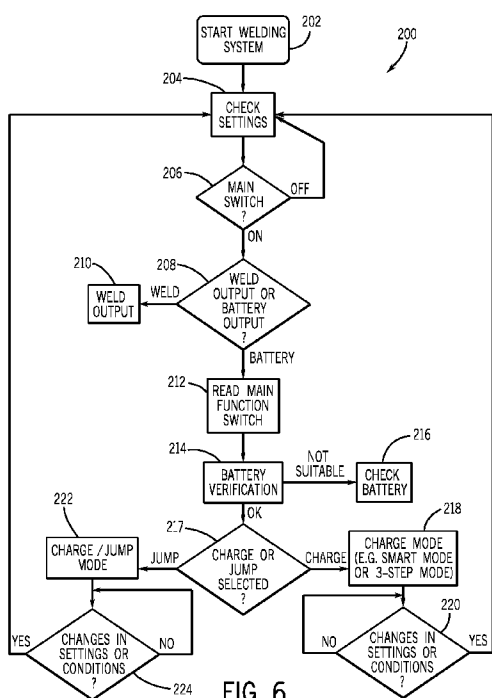 START WELDING
SYSTEM
202
200
204
CHECK
SETTINGS
206
MAIN
SWITCH
?
OFF
ON
208
210
WELD
OUTPUT
WELD
WELD
OUTPUT OR
BATTERY
OUTPUT
?
BATTERY
212
READ MAIN
FUNCTION
SWITCH
214
BATTERY
VERIFICATION
NOT
SUITABLE
216
CHECK
BATTERY
OK
217
CHARGE OR
JUMP
SELECTED
?
JUMP
CHARGE
222
CHARGE / JUMP
MODE
218
CHARGE MODE
(E.G. SMART MODE
OR 3-STEP MODE)
YES
CHANGES IN
SETTINGS OR
CONDITIONS
?
NO
224
220
NO
CHANGES IN
SETTINGS OR
CONDITIONS
?
YES
FIG. 6